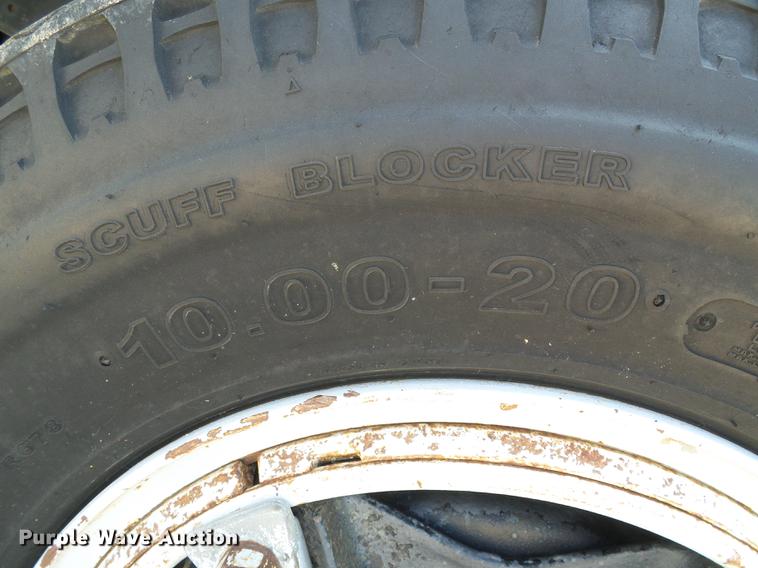 SCUFF BLOCKER
10.00-20
Purple Wave Auction